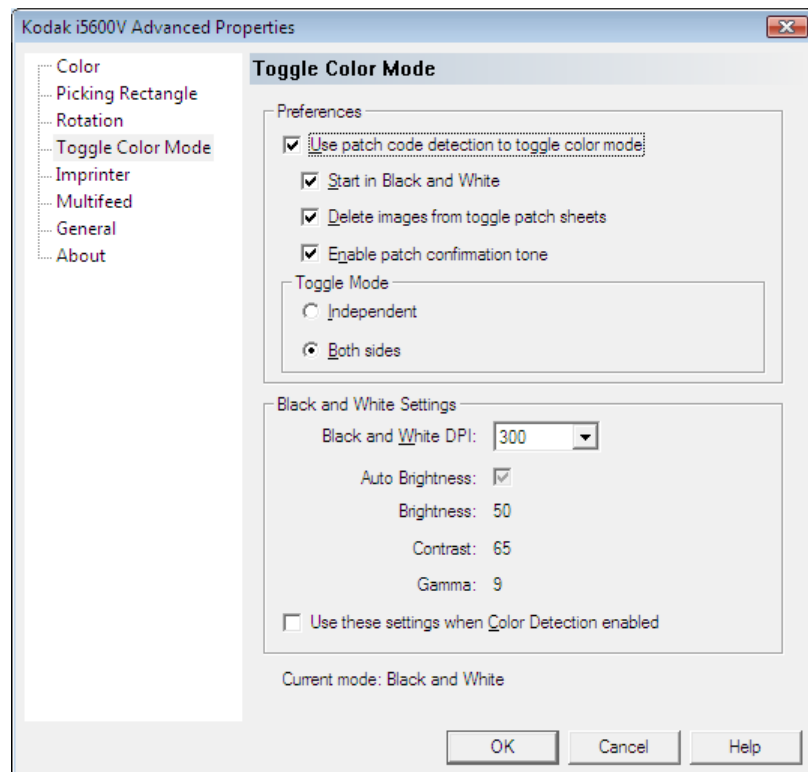 Kodak i5600V Advanced Properties
Color
Picking Rectangle
Rotation
Toggle Color Mode
Imprinter
Multifeed
General
About
Toggle Color Mode
Preferences
Use patch code detection to toggle color mode
Start in Black and White
Delete images from toggle patch sheets
Enable patch confirmation tone
Toggle Mode
Independent
Both sides
Black and White Settings
Black and White DPI: 300
Auto Brightness:
Brightness: 50
Contrast: 65
Gamma: 9
Use these settings when Color Detection enabled
Current mode: Black and White
OK Cancel Help